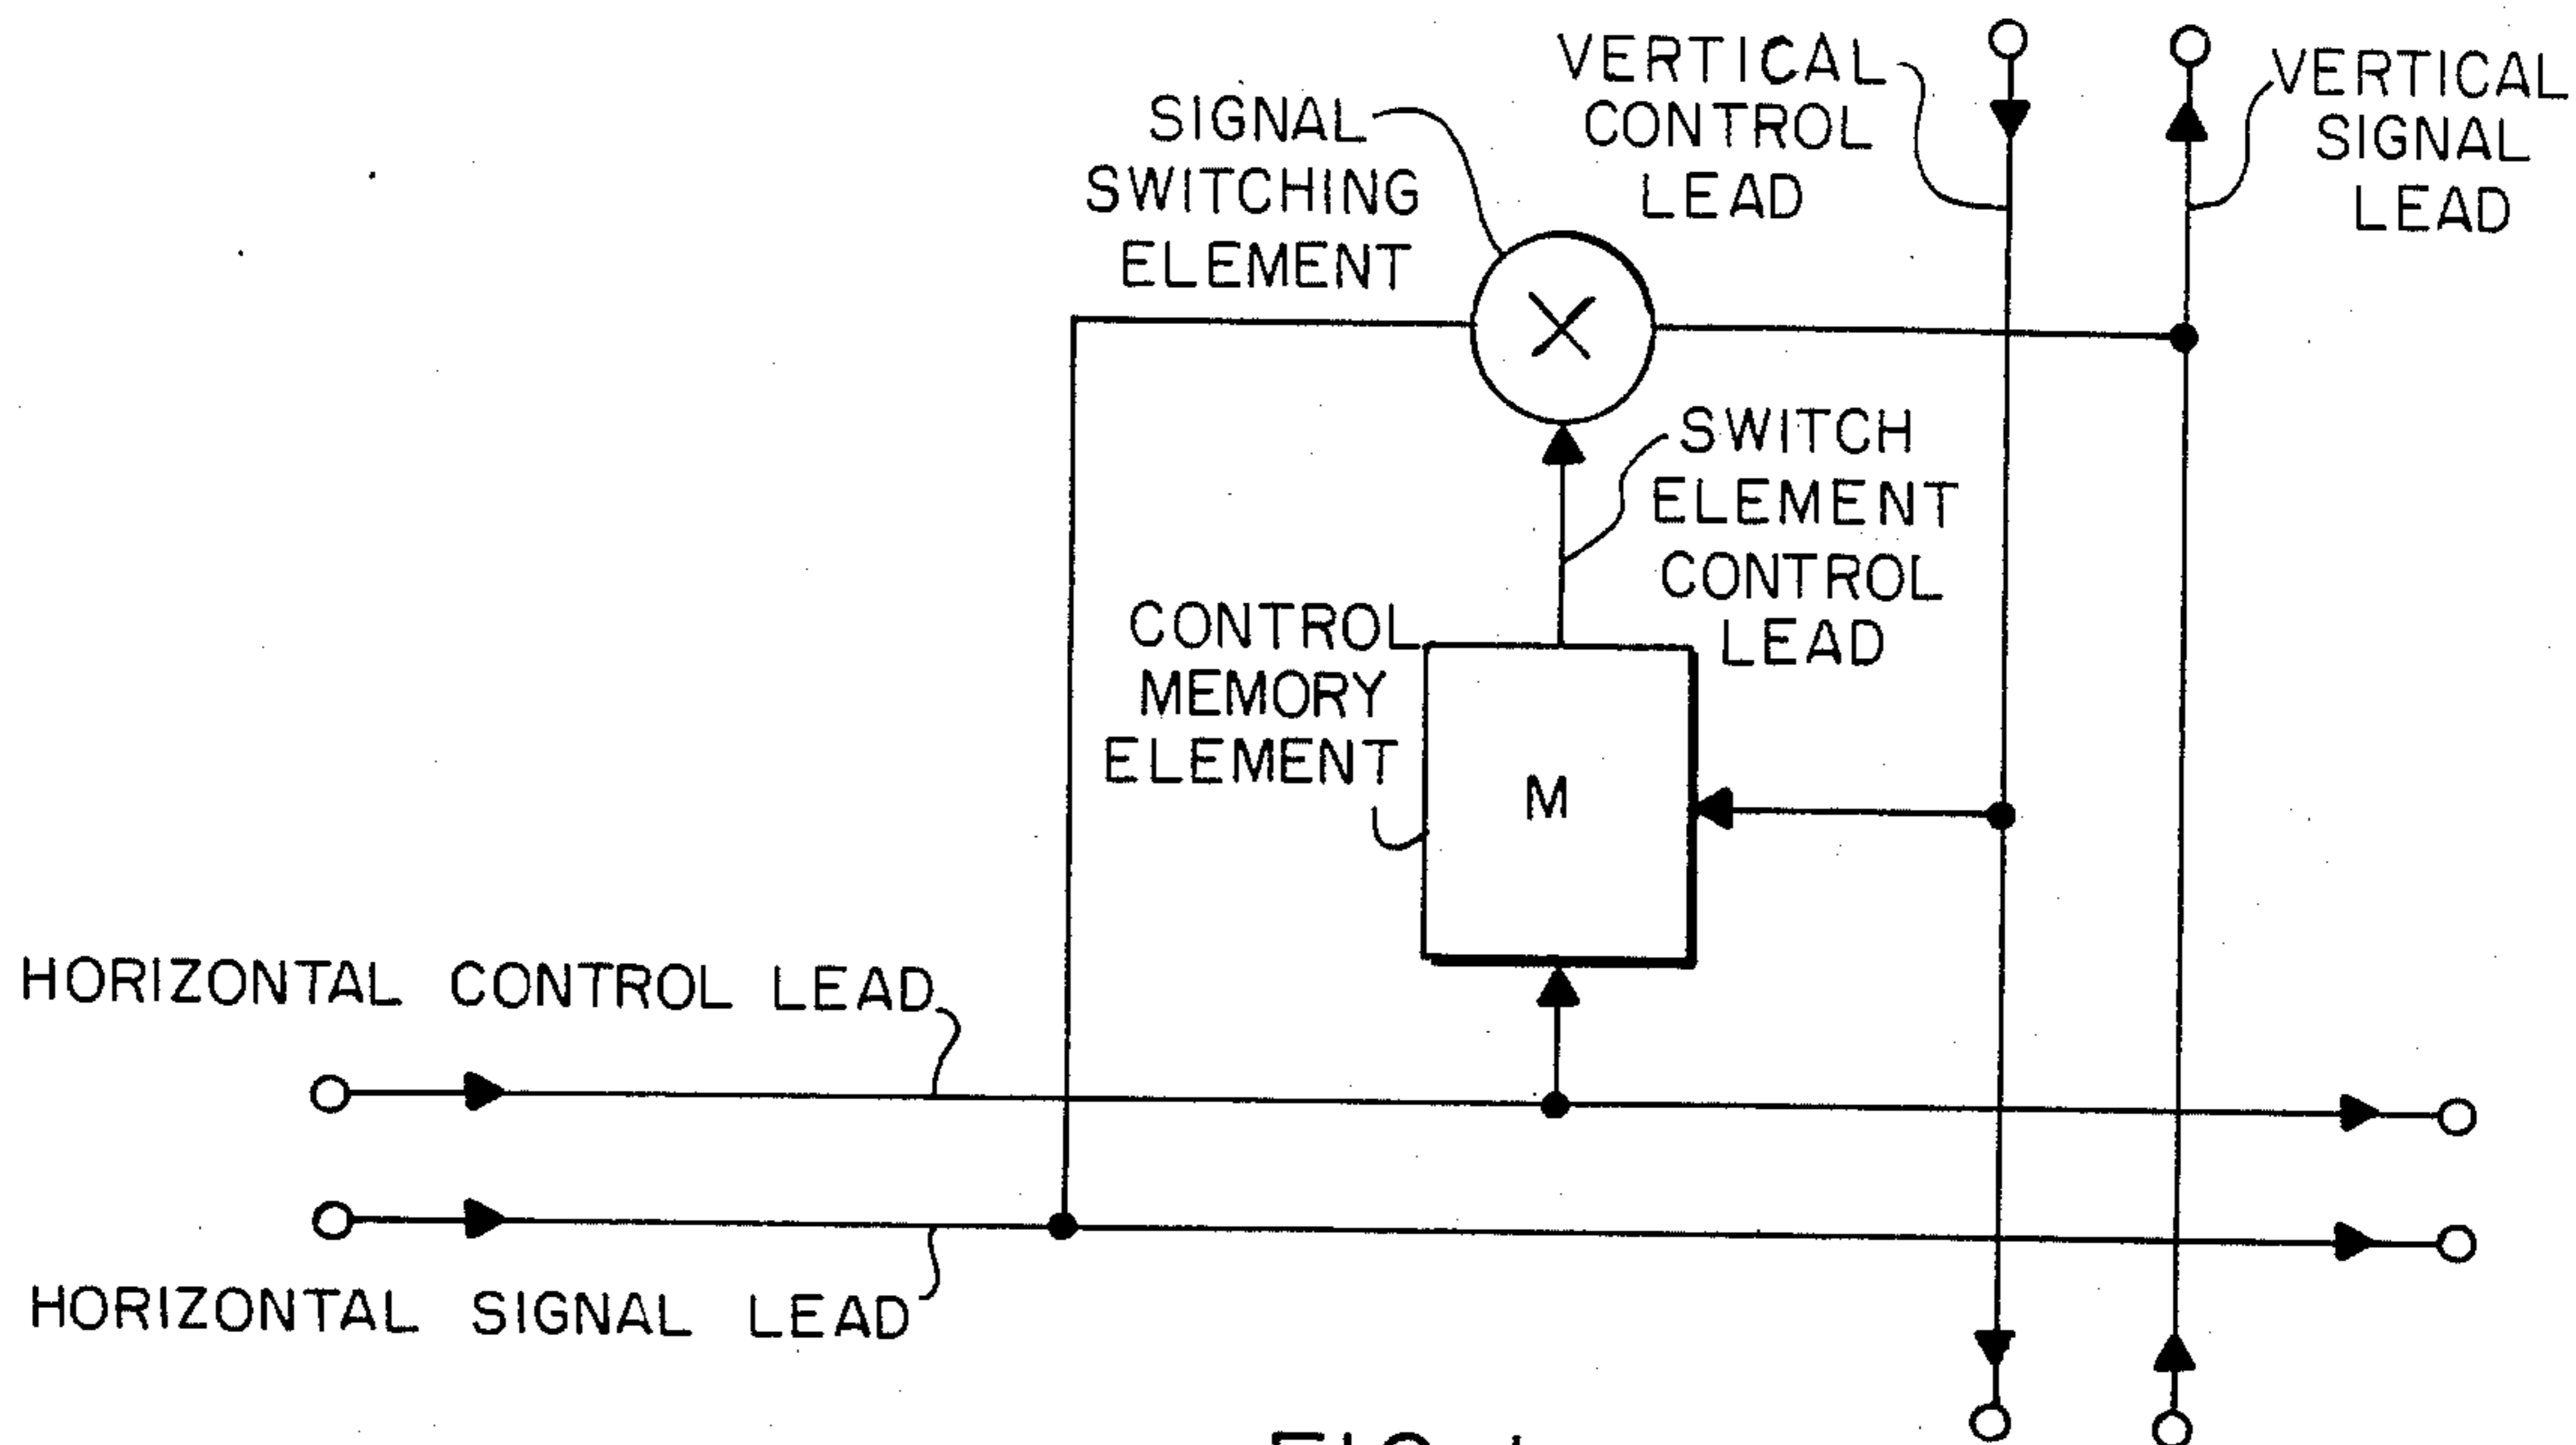 VERTICAL
CONTROL
LEAD
VERTICAL
SIGNAL
LEAD
SIGNAL
SWITCHING
ELEMENT
X
SWITCH
ELEMENT
CONTROL
LEAD
CONTROL
MEMORY
ELEMENT
M
HORIZONTAL CONTROL LEAD
HORIZONTAL SIGNAL LEAD